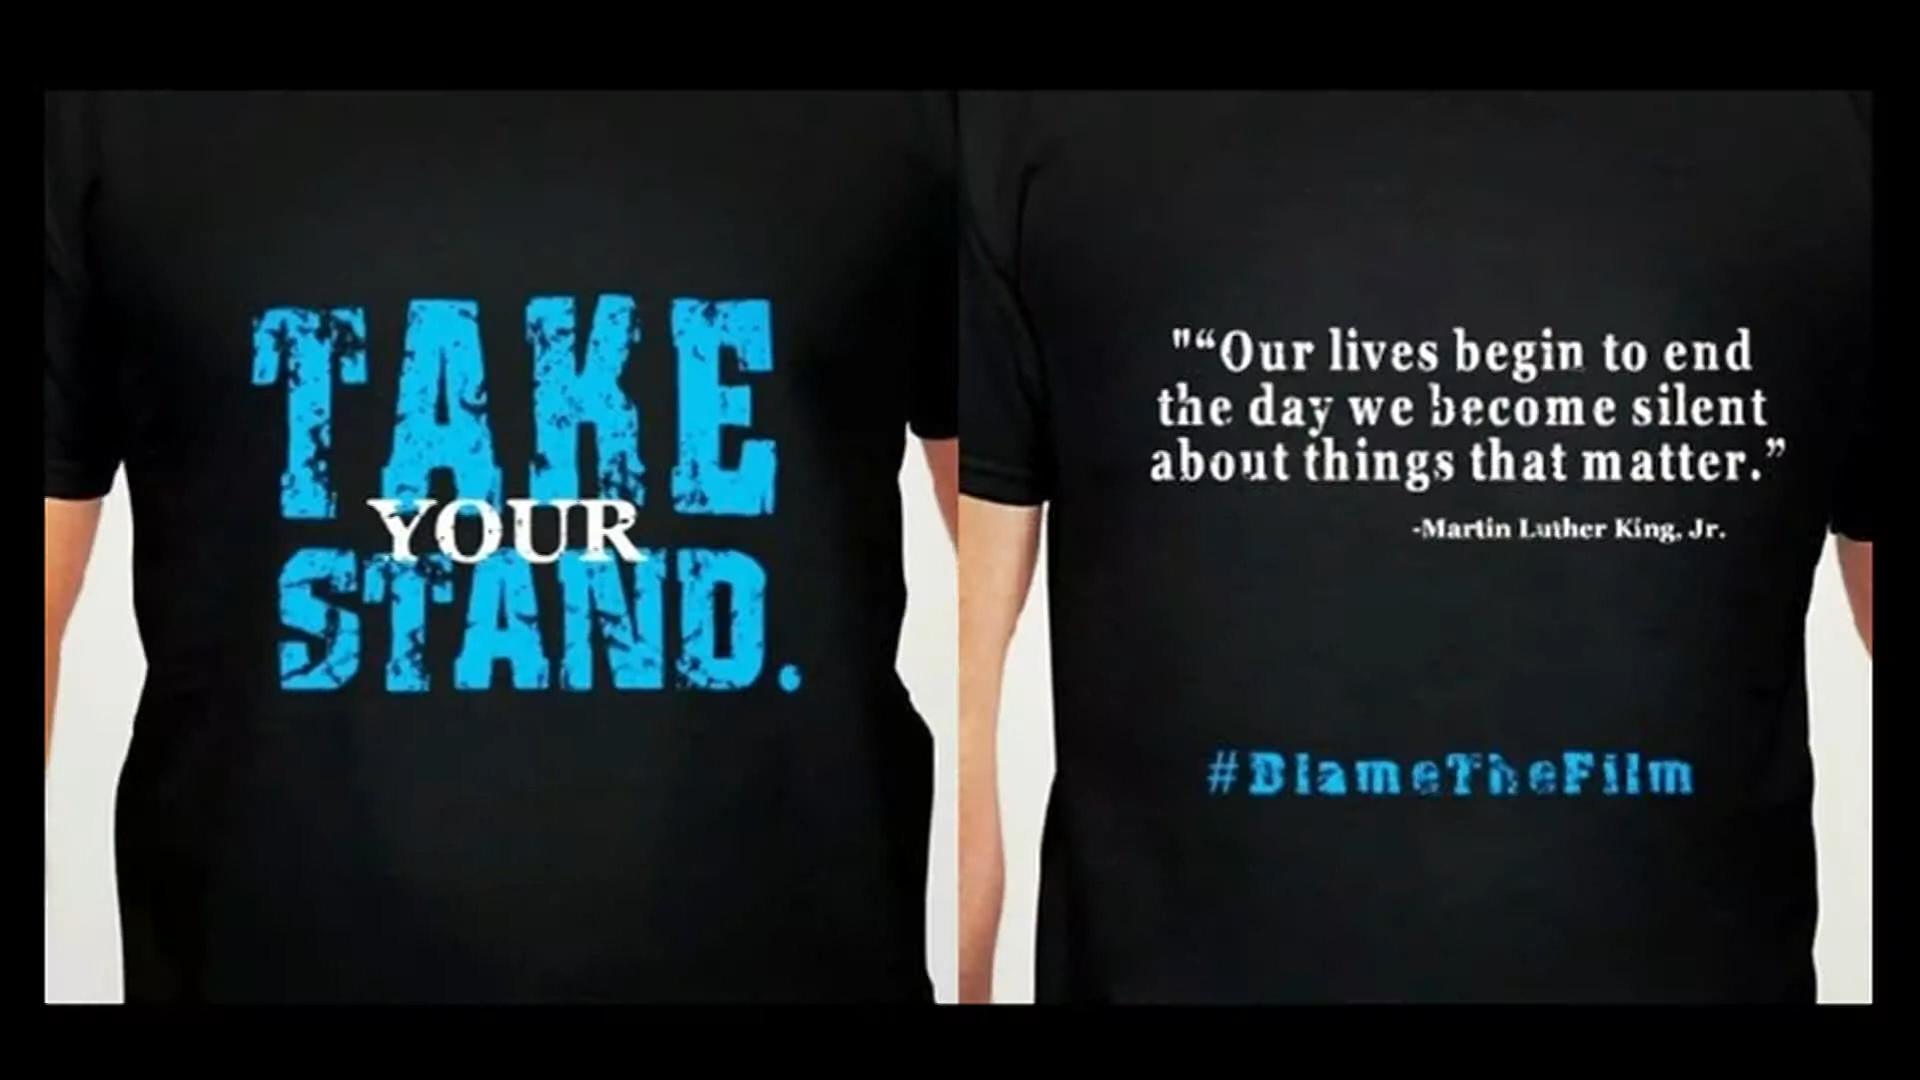 TAKE
YOUR
STAND.
"“Our lives begin to end
the day we become silent
about things that matter.”
-Martin Luther King, Jr.
#BlameTheFilm